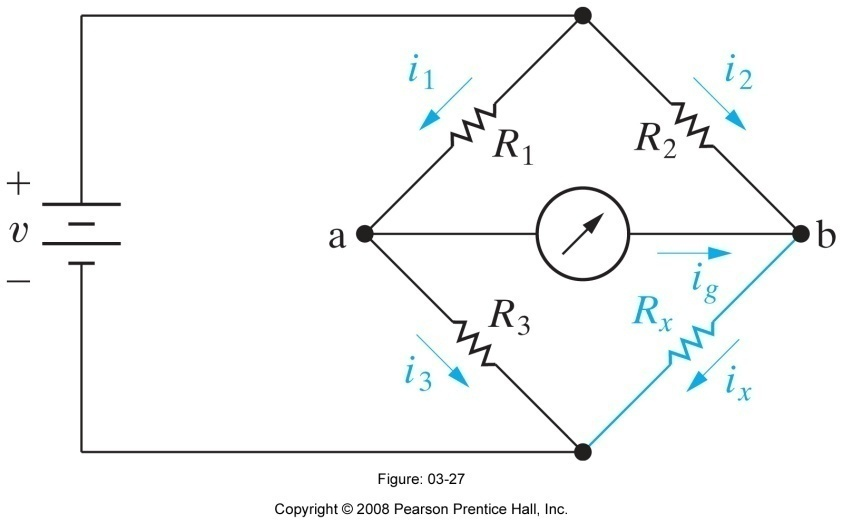 i1
i2
R1
R2
+
v
−
a
b
ig
R3
Rx
i3
ix
Figure: 03-27
Copyright © 2008 Pearson Prentice Hall, Inc.